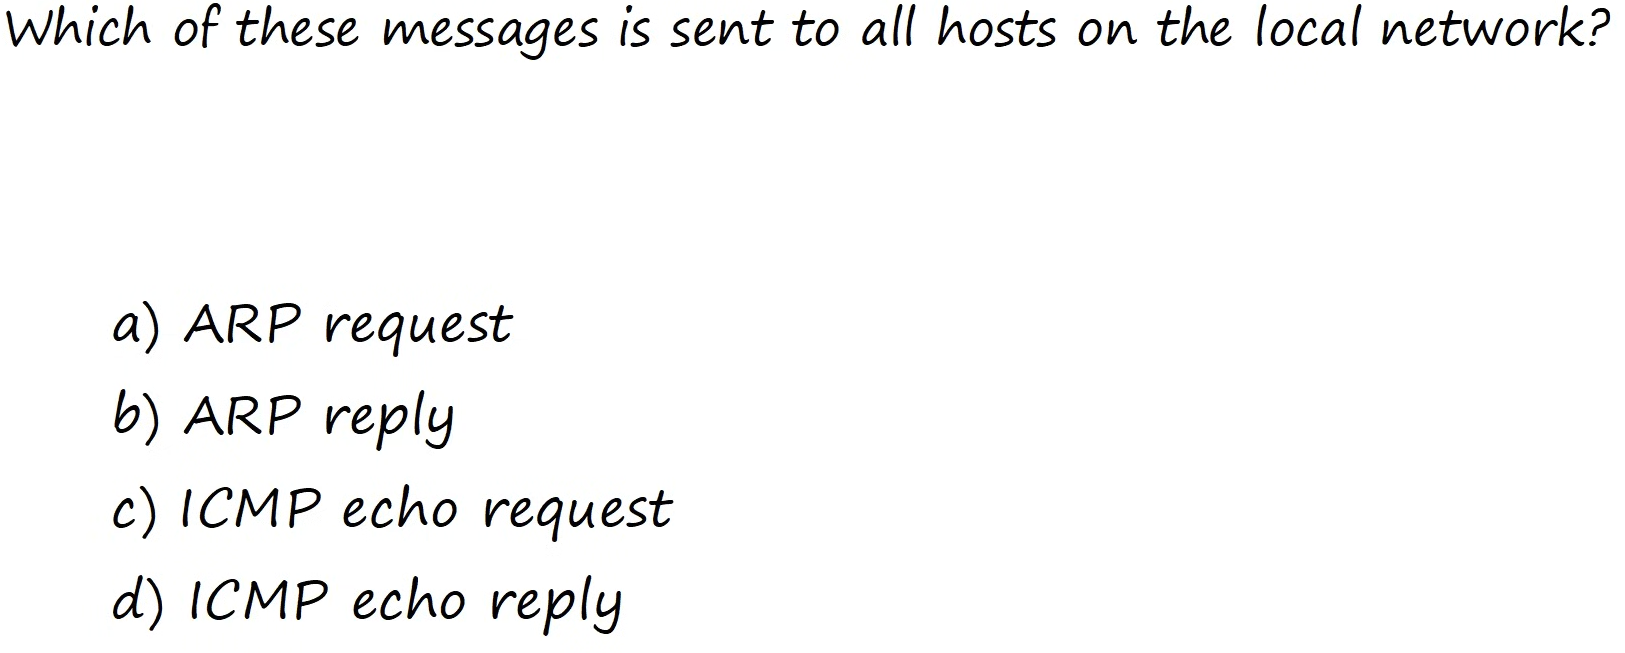 Which of these messages is sent to all hosts on the local network?
a) ARP request
b) ARP reply
c) ICMP echo request
d) ICMP echo reply